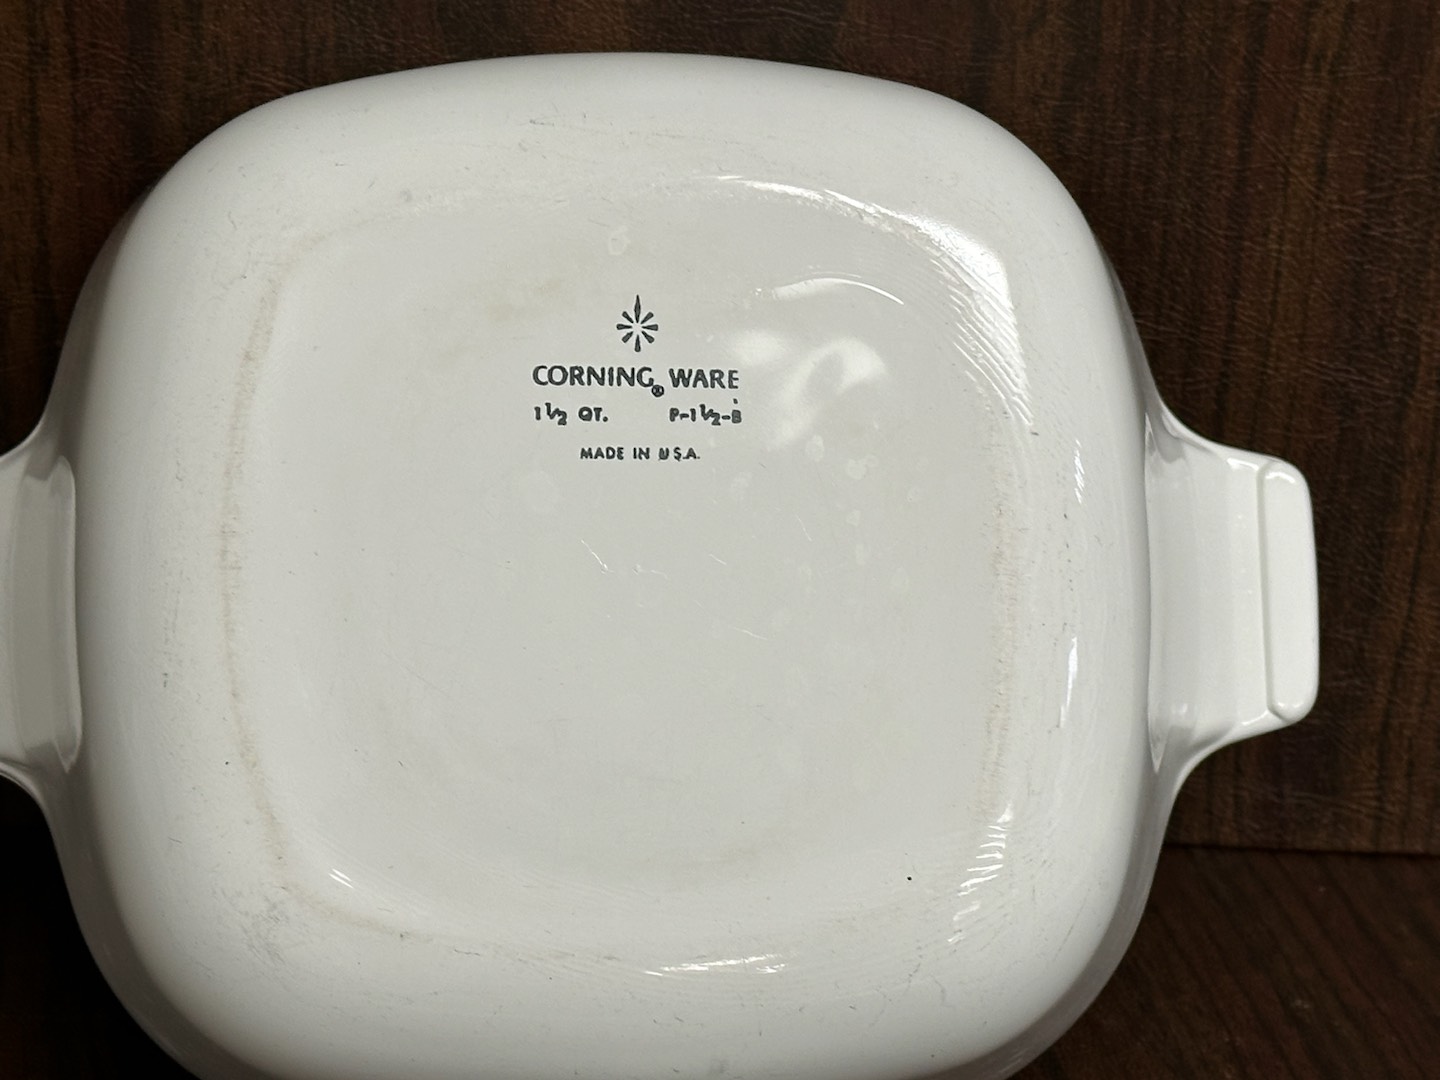 CORNING® WARE
1½ QT. P-1½-B
MADE IN U.S.A.